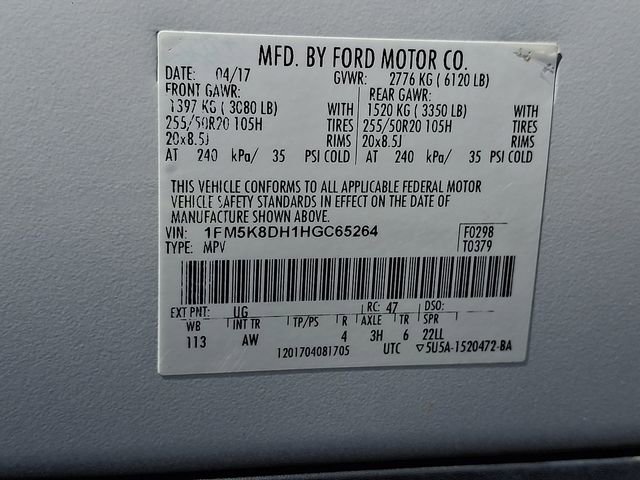 MFD. BY FORD MOTOR CO.
DATE: 04/17 GVWR: 2776 KG ( 6120 LB)
FRONT GAWR: REAR GAWR:
1397 KG ( 3080 LB) WITH 1520 KG ( 3350 LB) WITH
255/50R20 105H TIRES 255/50R20 105H TIRES
20x8.5J RIMS 20x8.5J RIMS
AT 240 kPa/ 35 PSI COLD AT 240 kPa/ 35 PSI COLD
THIS VEHICLE CONFORMS TO ALL APPLICABLE FEDERAL MOTOR
VEHICLE SAFETY STANDARDS IN EFFECT ON THE DATE OF
MANUFACTURE SHOWN ABOVE.
VIN: 1FM5K8DH1HGC65264 F0298
TYPE: MPV T0379
EXT PNT: UG RC: 47 DSO:
WB INT TR TP/PS R AXLE TR SPR
113 AW 4 3H 6 22LL
1201704081705 UTC ▽5U5A-1520472-BA